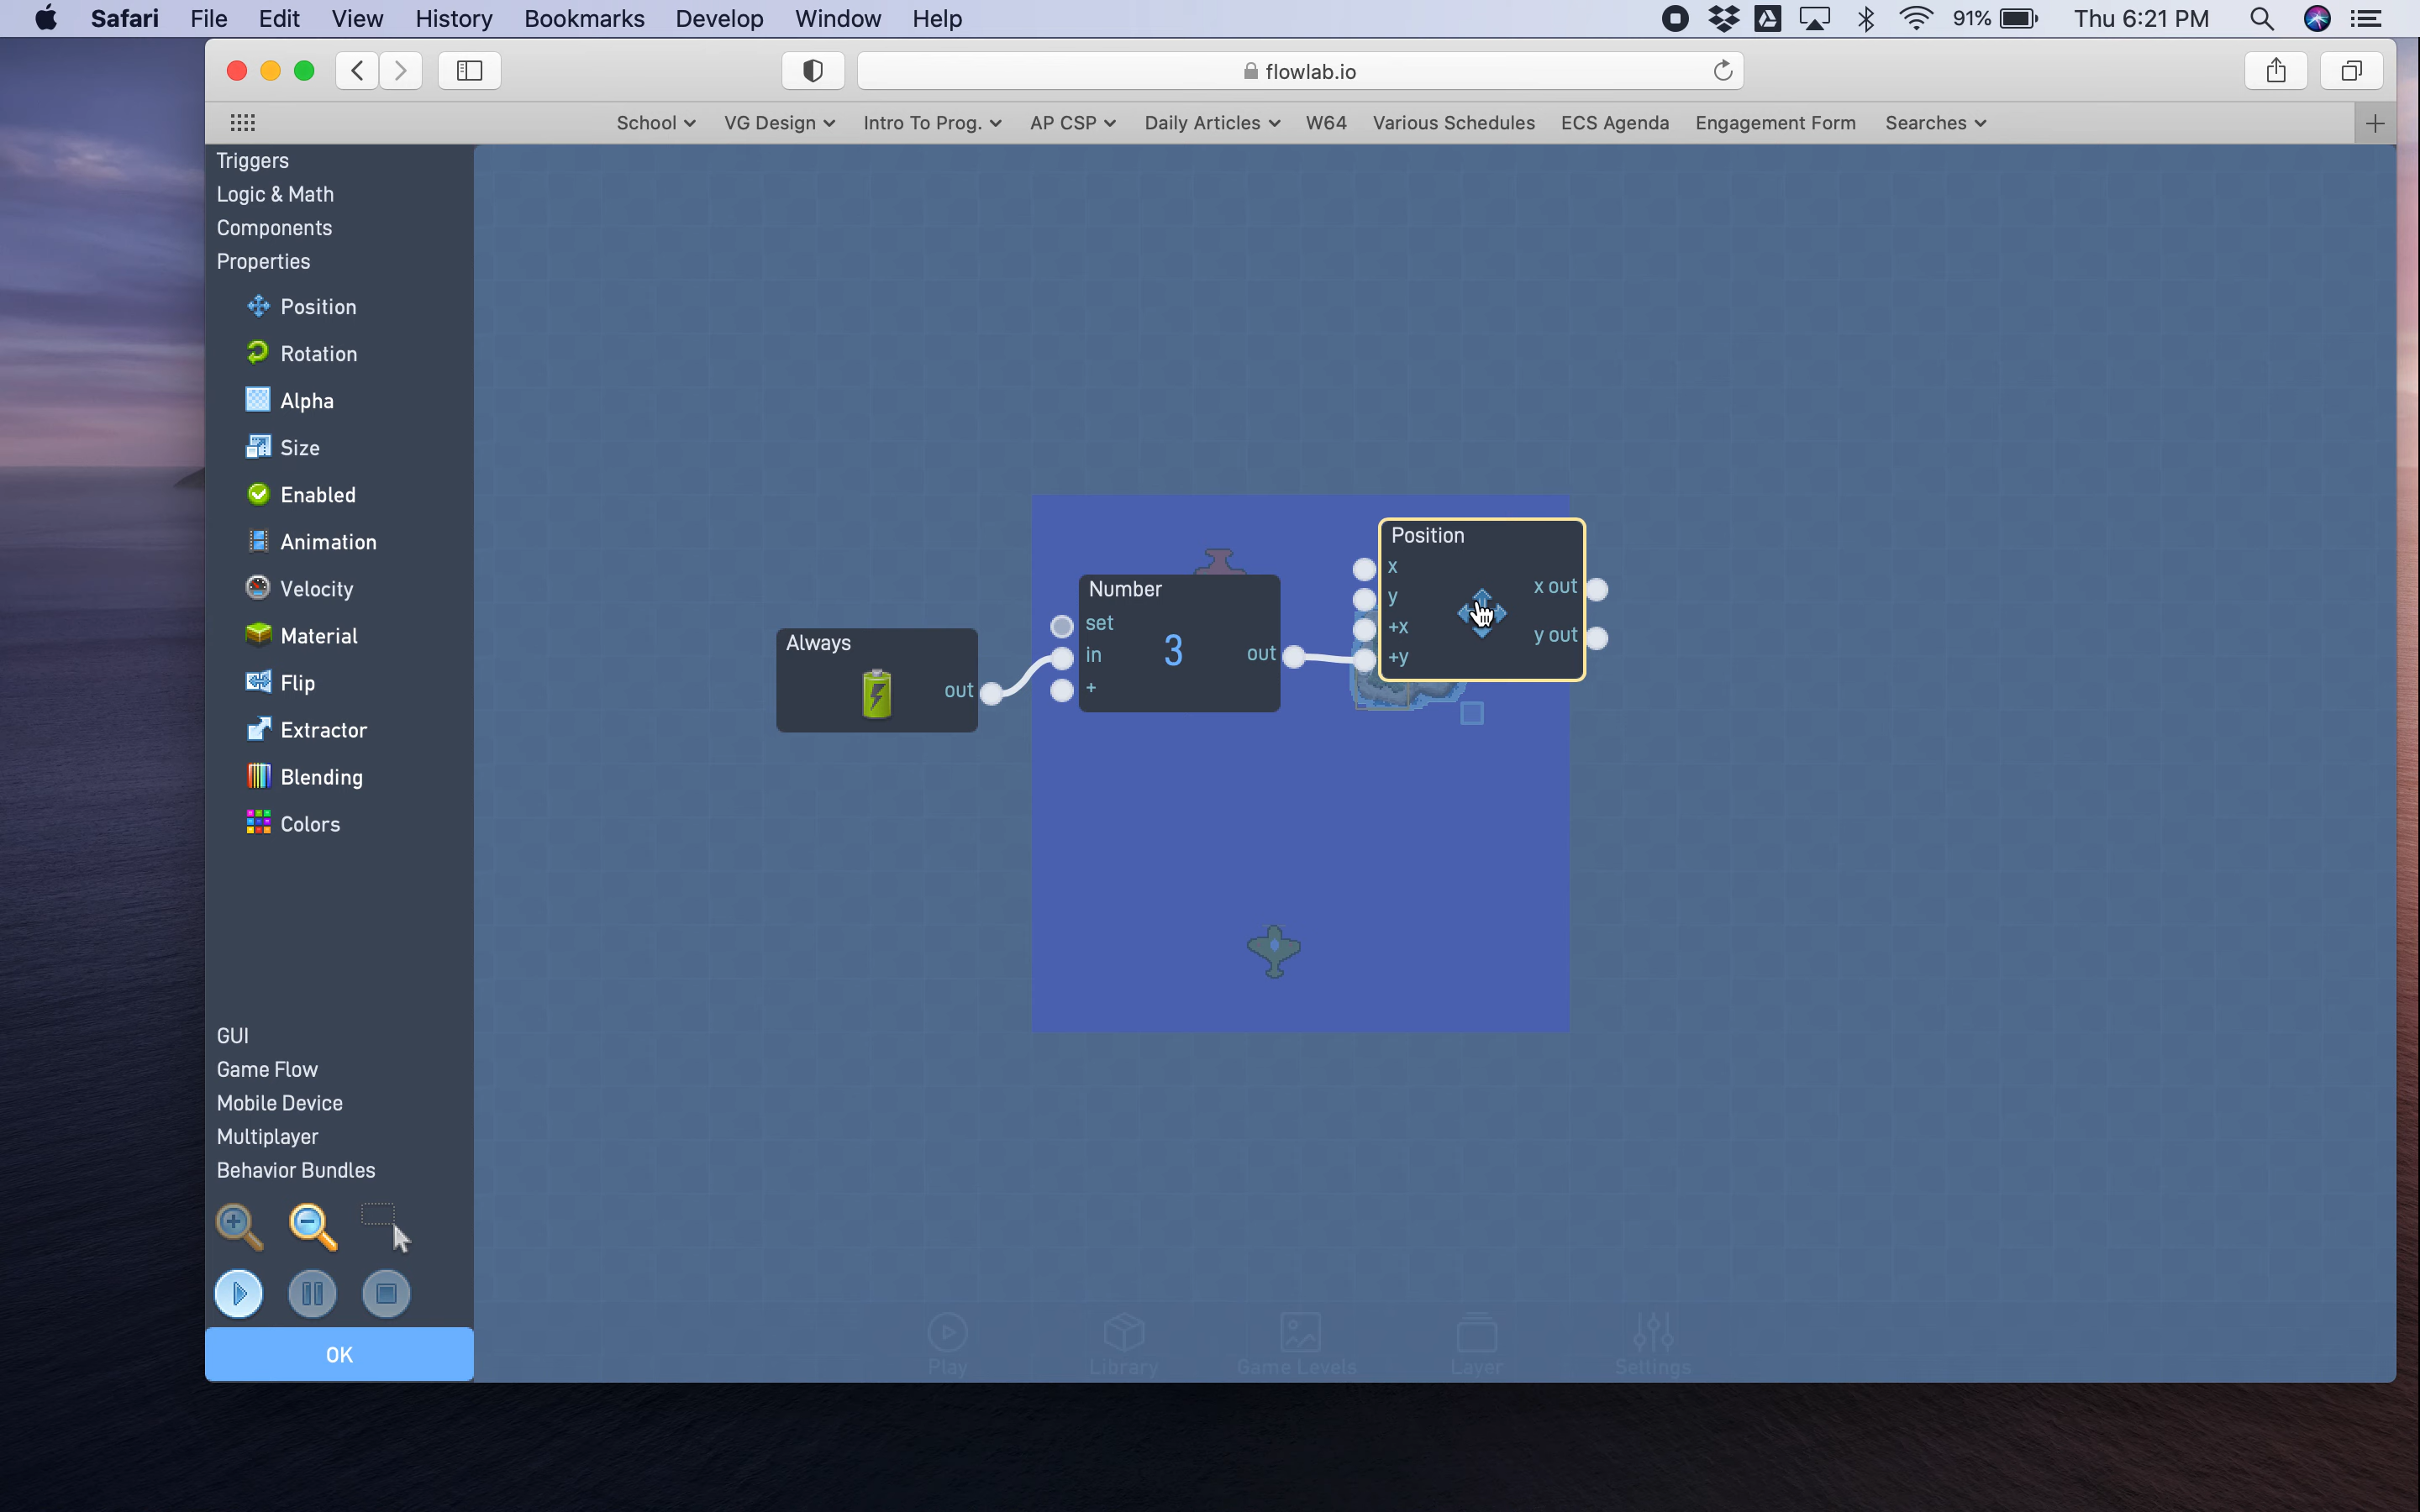 Safari File Edit View History Bookmarks Develop Window Help 91% Thu 6:21 PM
flowlab.io
School VG Design Intro To Prog. AP CSP Daily Articles W64 Various Schedules ECS Agenda Engagement Form Searches
Triggers
Logic & Math
Components
Properties
Position
Rotation
Alpha
Size
Enabled
Animation
Velocity
Material
Flip
Extractor
Blending
Colors
GUI
Game Flow
Mobile Device
Multiplayer
Behavior Bundles
OK
Always
out
Number
set
in
+
3
out
Position
x
y
+x
+y
x out
y out
Play Library Game Levels Layer Settings